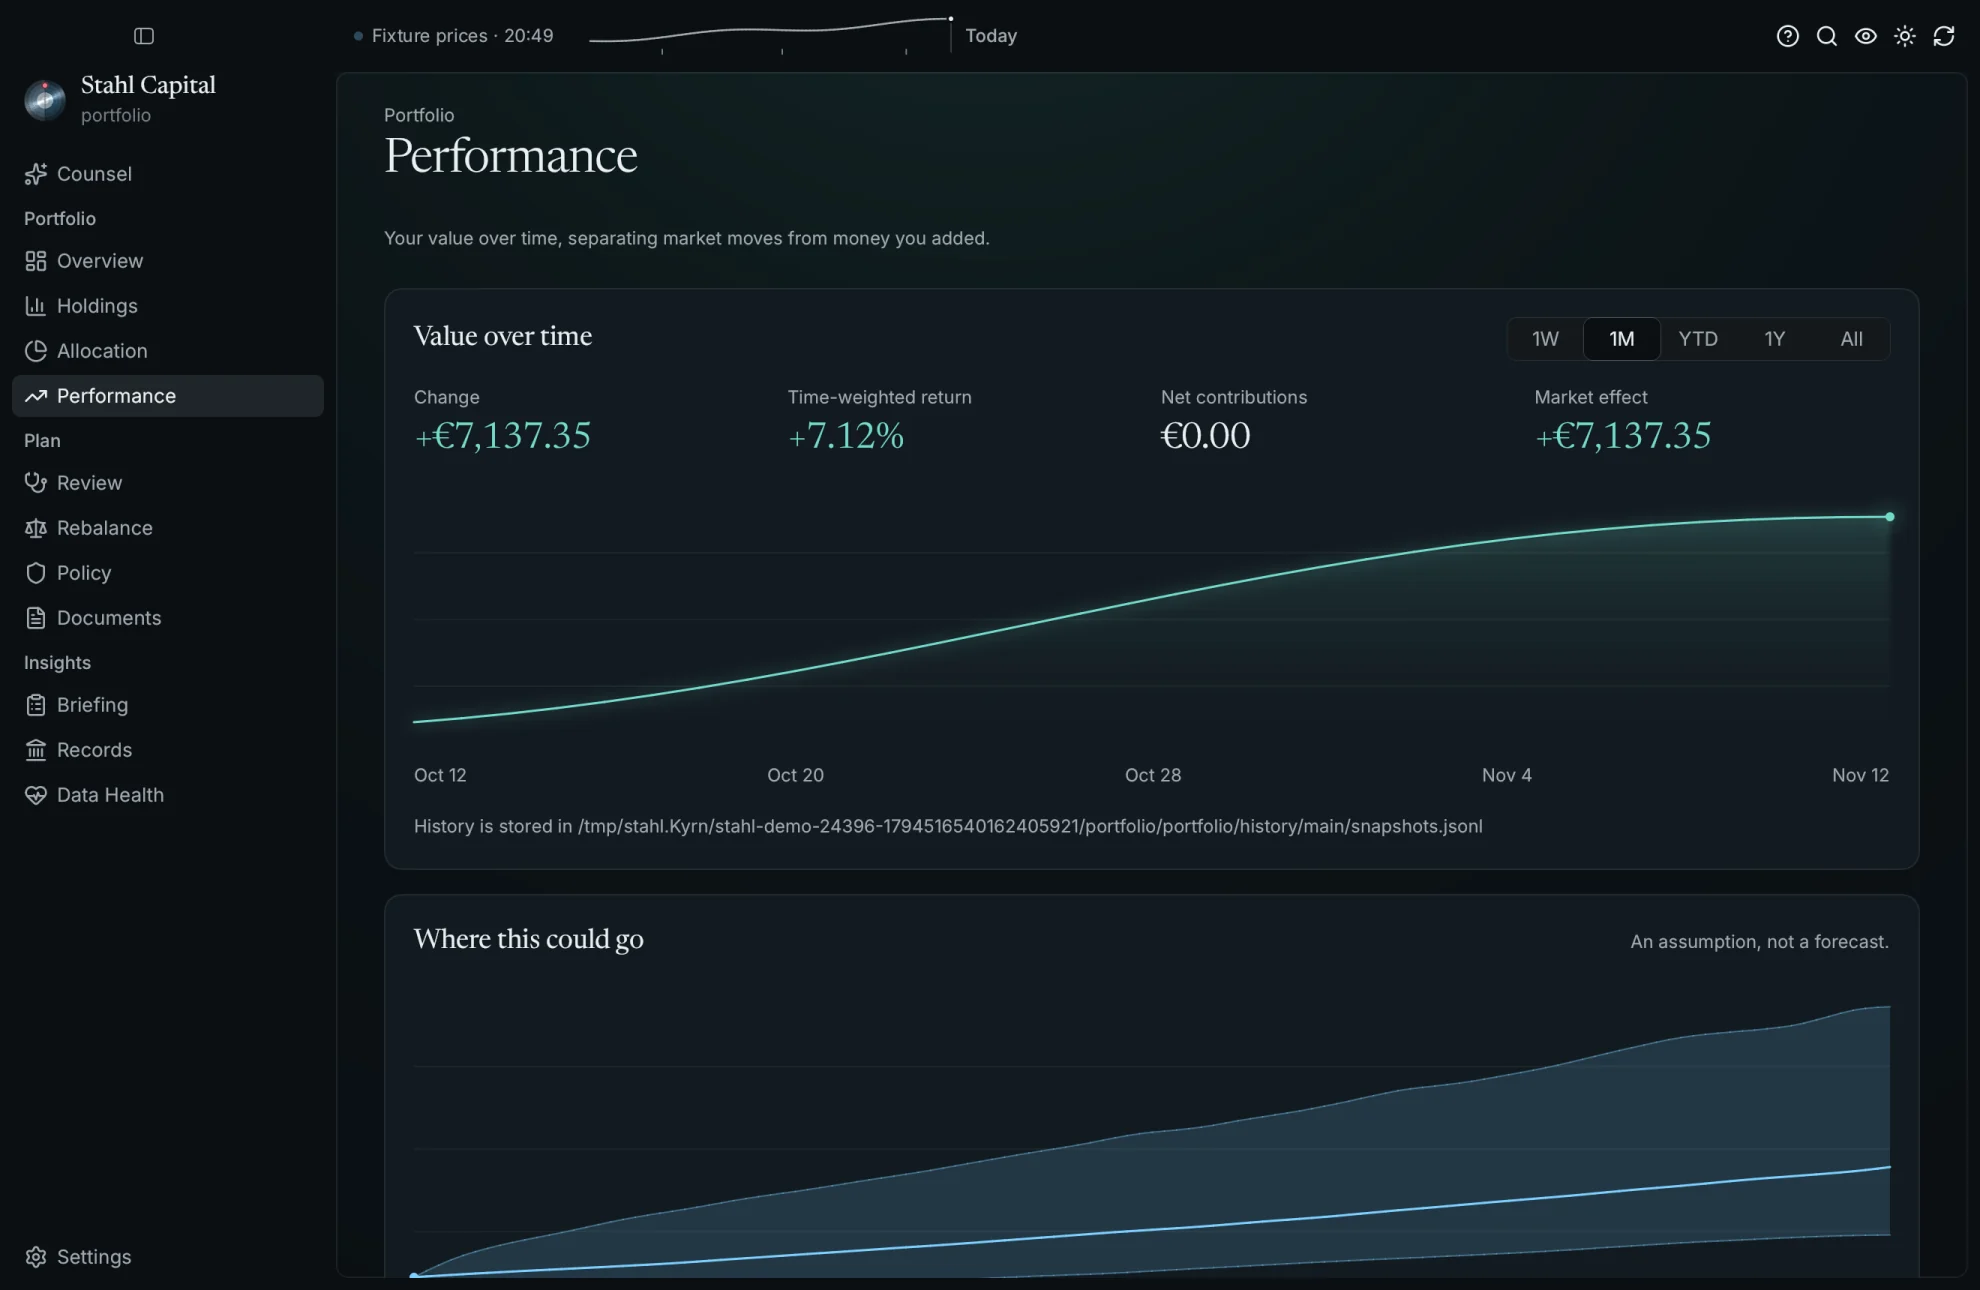 Fixture prices · 20:49
Today
Stahl Capital
portfolio
Counsel
Portfolio
Overview
Holdings
Allocation
Performance
Plan
Review
Rebalance
Policy
Documents
Insights
Briefing
Records
Data Health
Settings
Portfolio
Performance
Your value over time, separating market moves from money you added.
Value over time
1W 1M YTD 1Y All
Change Time-weighted return Net contributions Market effect
+€7,137.35 +7.12% €0.00 +€7,137.35
Oct 12 Oct 20 Oct 28 Nov 4 Nov 12
History is stored in /tmp/stahl.Kyrn/stahl-demo-24396-1794516540162405921/portfolio/portfolio/history/main/snapshots.jsonl
Where this could go
An assumption, not a forecast.